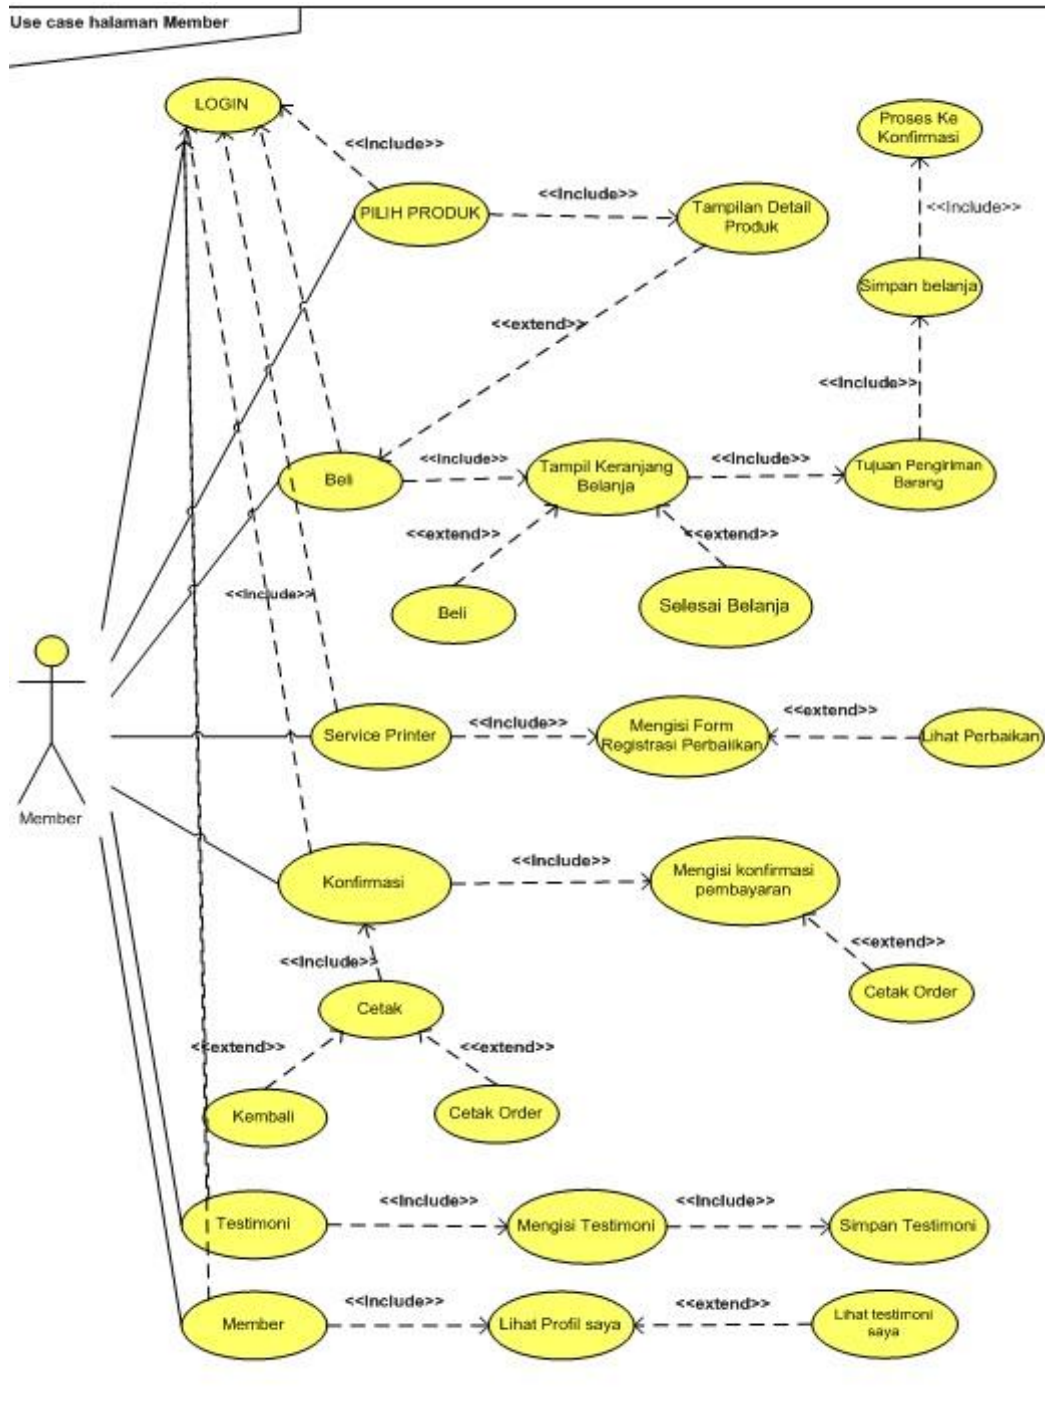 Use case halaman Member
LOGIN
<<Include>>
PILIH PRODUK
<<Include>>
Tampilan Detail
Produk
Proses Ke
Konfirmasi
<<Include>>
Simpan belanja
<<extend>>
<<Include>>
Beli
<<Include>>
Tampil Keranjang
Belanja
<<Include>>
Tujuan Pengiriman
Barang
<<extend>>
<<extend>>
Beli
Selesai Belanja
<<Include>>
Member
Service Printer
<<Include>>
Mengisi Form
Registrasi Perbaiikan
<<extend>>
Lihat Perbaikan
Konfirmasi
<<Include>>
Mengisi konfirmasi
pembayaran
<<extend>>
Cetak Order
<<Include>>
Cetak
<<extend>>
<<extend>>
Kembali
Cetak Order
Testimoni
<<Include>>
Mengisi Testimoni
<<Include>>
Simpan Testimoni
Member
<<Include>>
Lihat Profil saya
<<extend>>
Lihat testimoni
saya